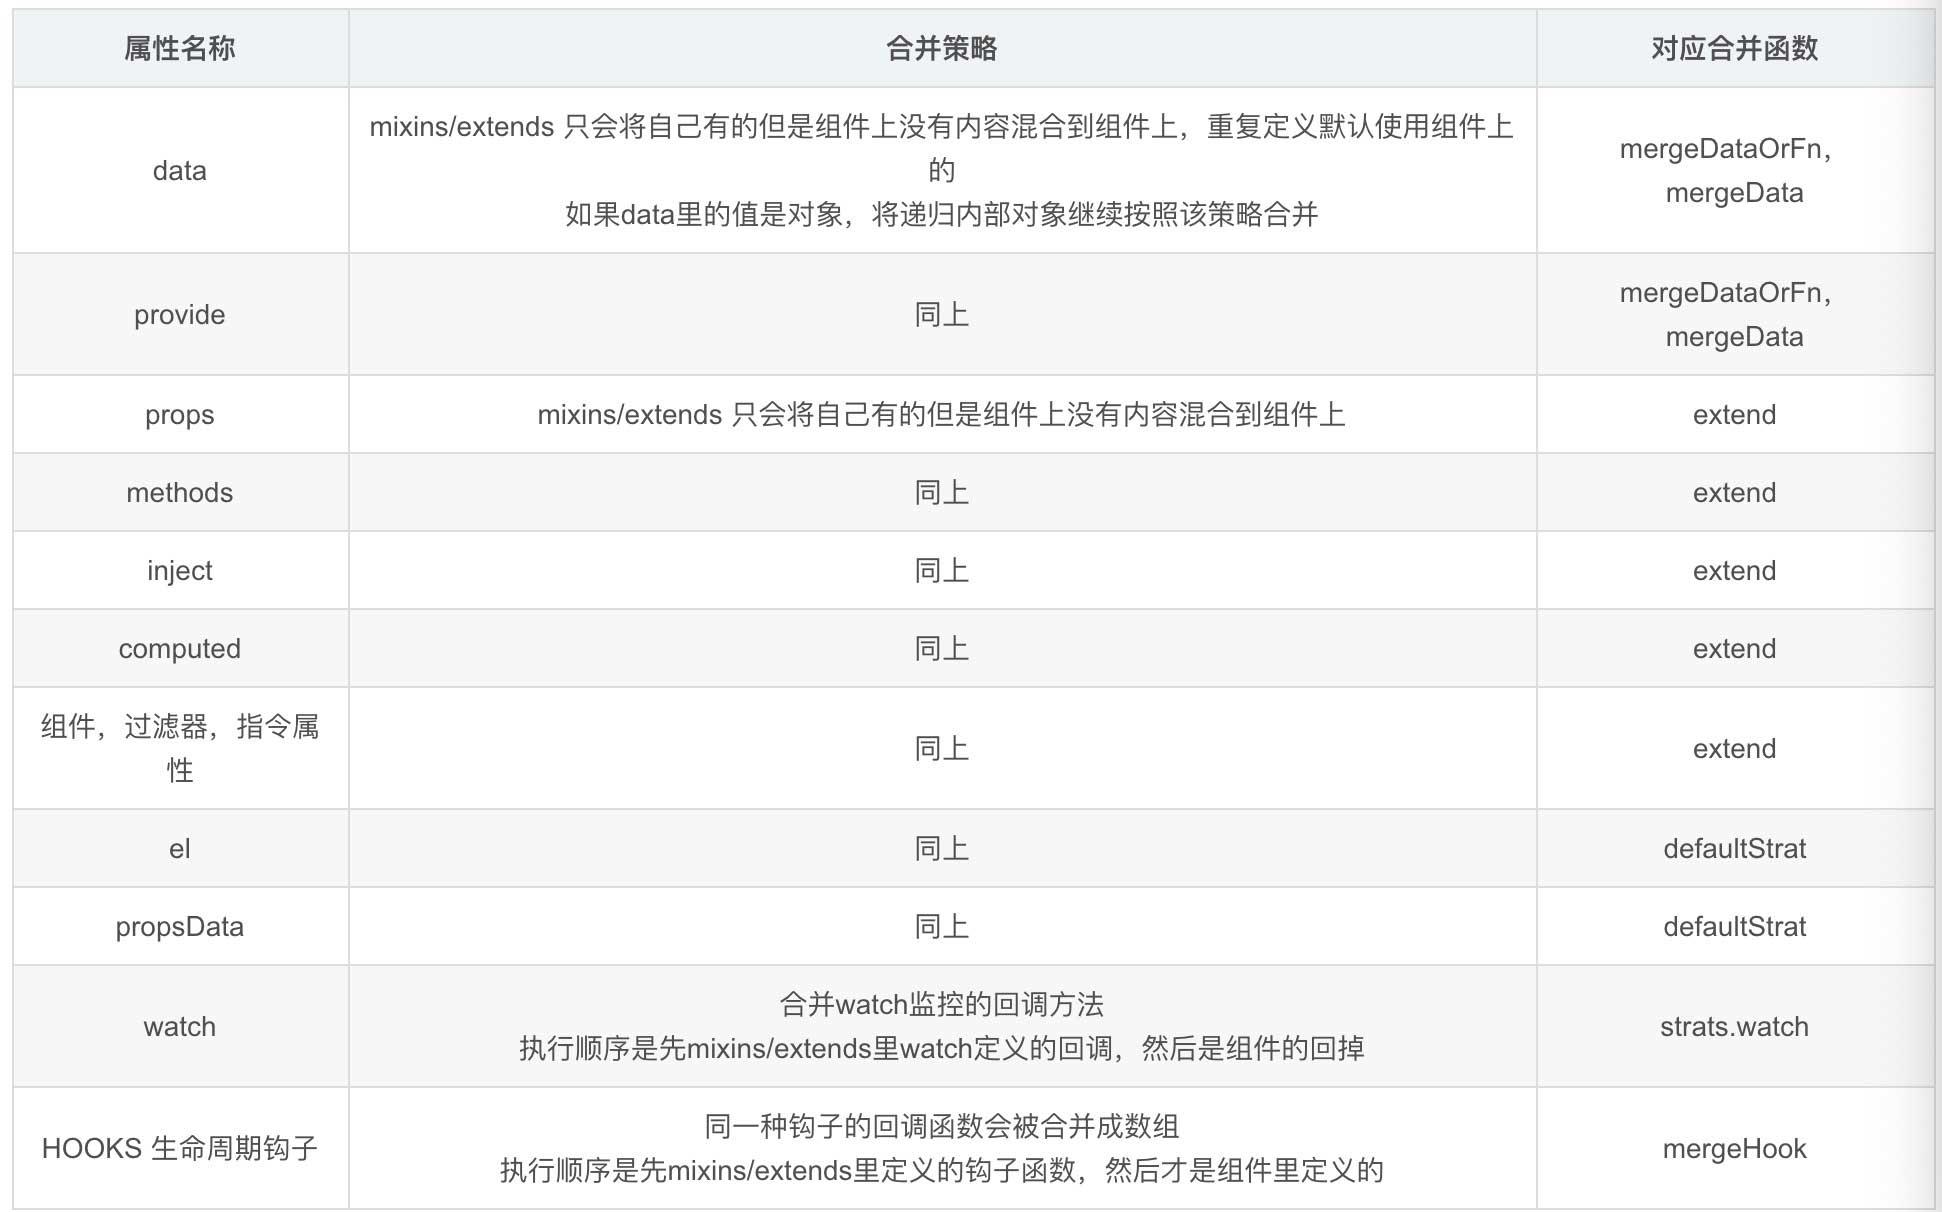 属性名称 合并策略 对应合并函数
data
mixins/extends 只会将自己有的但是组件上没有内容混合到组件上，重复定义默认使用组件上
的
如果data里的值是对象，将递归内部对象继续按照该策略合并
mergeDataOrFn，
mergeData
provide
同上
mergeDataOrFn，
mergeData
props mixins/extends 只会将自己有的但是组件上没有内容混合到组件上 extend
methods 同上 extend
inject 同上 extend
computed 同上 extend
组件，过滤器，指令属
性
同上
extend
el 同上 defaultStrat
propsData 同上 defaultStrat
watch
合并watch监控的回调方法
执行顺序是先mixins/extends里watch定义的回调，然后是组件的回掉
strats.watch
HOOKS 生命周期钩子
同一种钩子的回调函数会被合并成数组
执行顺序是先mixins/extends里定义的钩子函数，然后才是组件里定义的
mergeHook